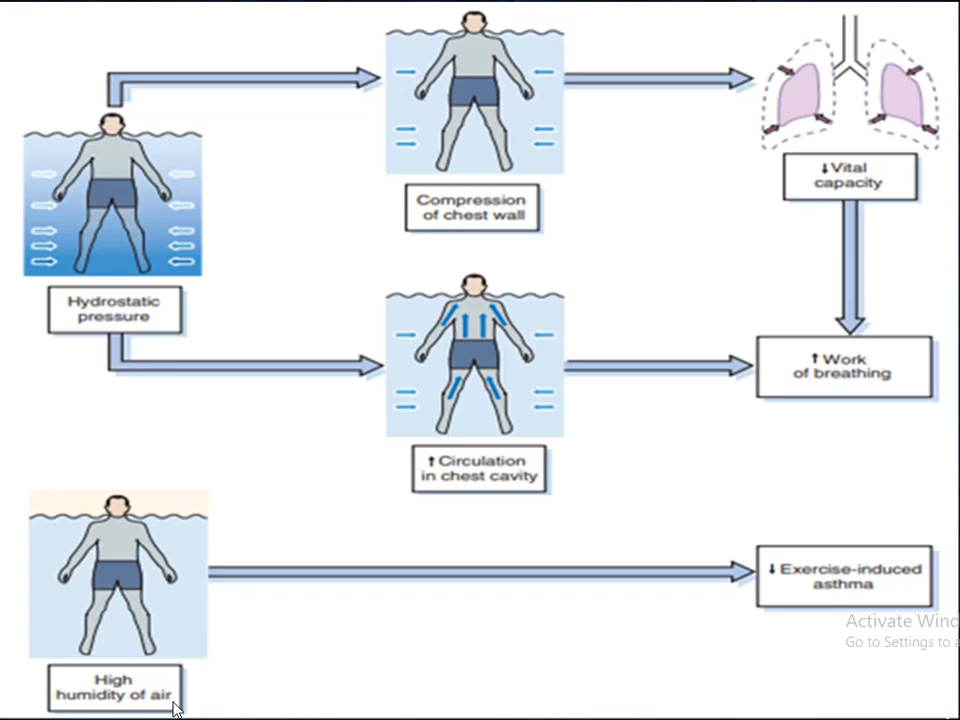 ↓ Vital
capacity
Compression
of chest wall
Hydrostatic
pressure
↑ Work
of breathing
↑ Circulation
in chest cavity
↓ Exercise-induced
asthma
Activate Wind
Go to Settings to a
High
humidity of air